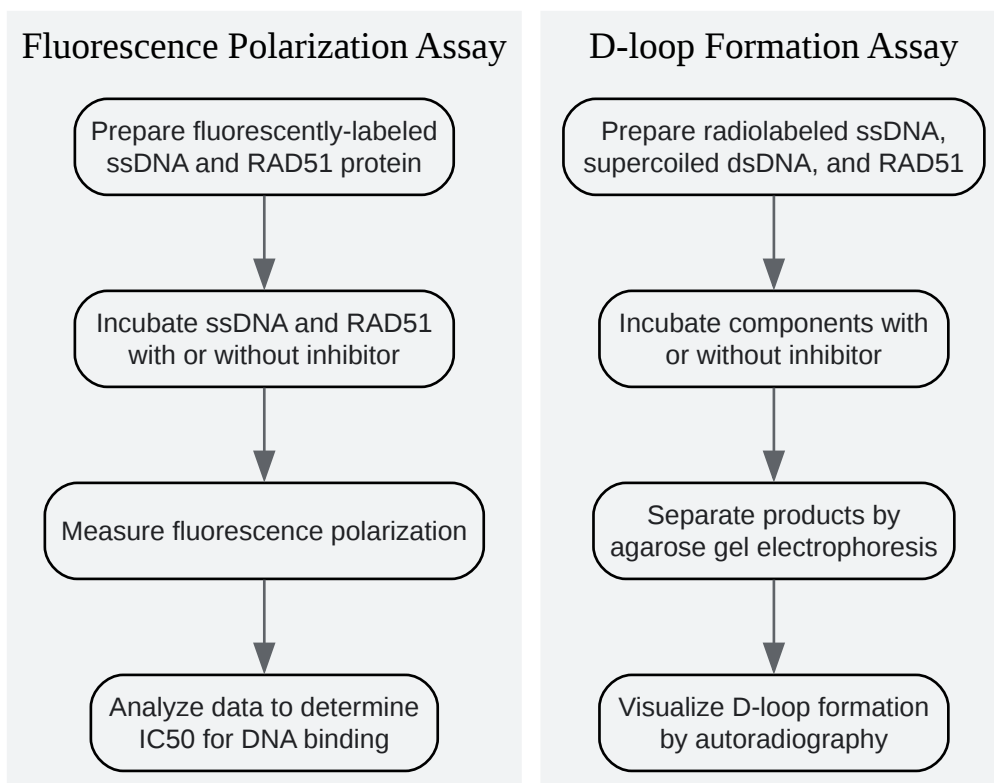 Fluorescence Polarization Assay
Prepare fluorescently-labeled
ssDNA and RAD51 protein
Incubate ssDNA and RAD51
with or without inhibitor
Measure fluorescence polarization
Analyze data to determine
IC50 for DNA binding
D-loop Formation Assay
Prepare radiolabeled ssDNA,
supercoiled dsDNA, and RAD51
Incubate components with
or without inhibitor
Separate products by
agarose gel electrophoresis
Visualize D-loop formation
by autoradiography